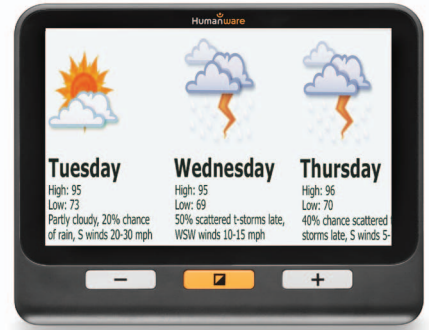 Humanware
Tuesday
High: 95
Low: 73
Partly cloudy, 20% chance
of rain, S winds 20-30 mph
Wednesday
High: 95
Low: 69
50% scattered t-storms late,
WSW winds 10-15 mph
Thursday
High: 96
Low: 70
40% chance scattered
storms late, S winds 5-
− +